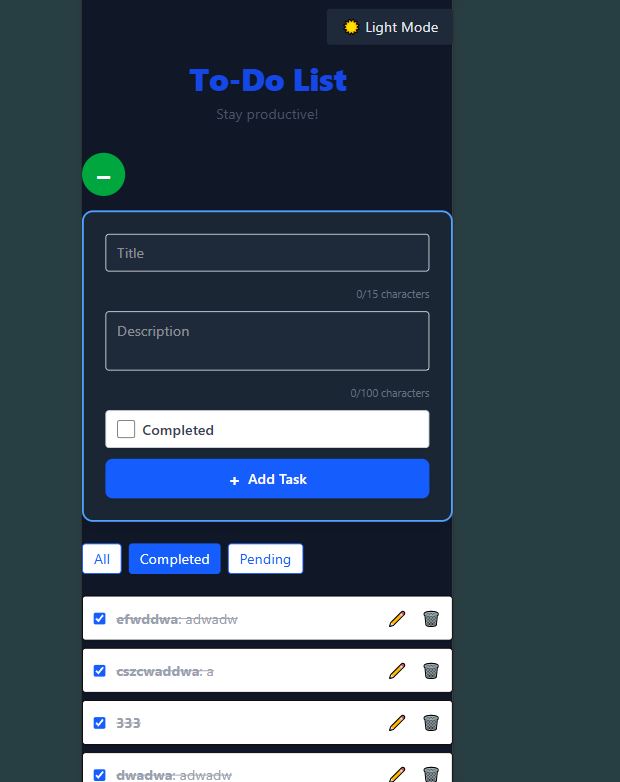 Light Mode
To-Do List
Stay productive!
Title
0/15 characters
Description
0/100 characters
Completed
+ Add Task
All Completed Pending
efwddwa: adwadw
cszcwaddwa: a
333
dwadwa: adwadw